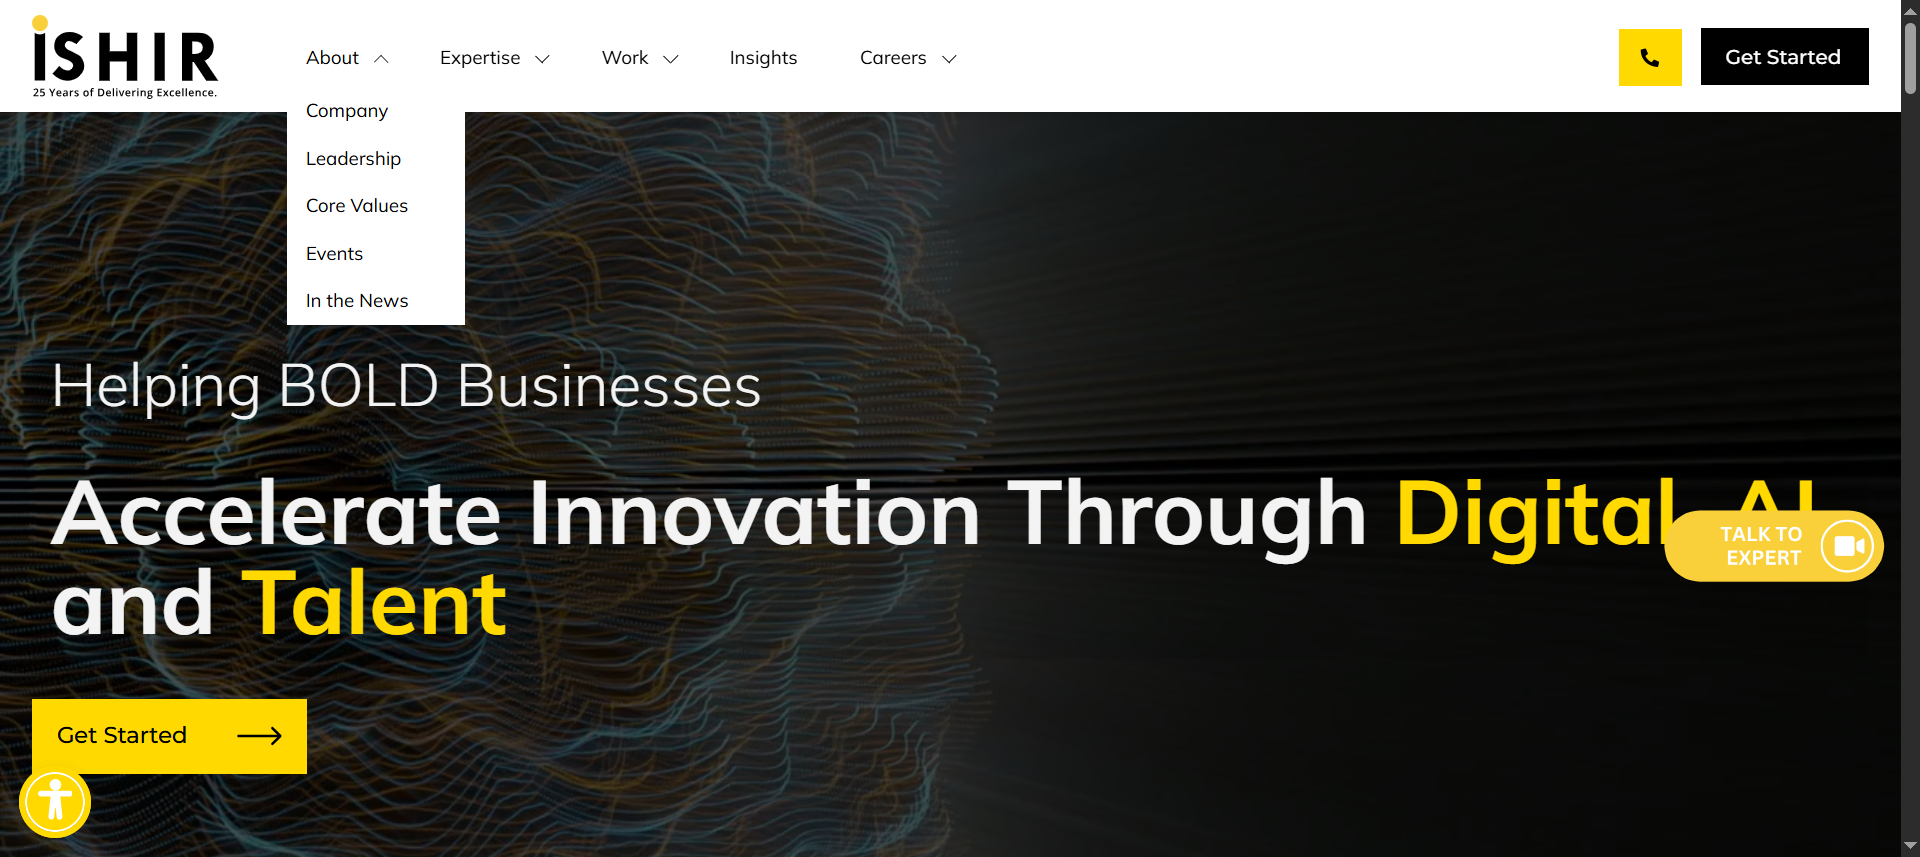 iSHIR
25 Years of Delivering Excellence.
About
Expertise
Work
Insights
Careers
Get Started
Company
Leadership
Core Values
Events
In the News
Helping BOLD Businesses
Accelerate Innovation Through Digital, AI
and Talent
TALK TO
EXPERT
Get Started